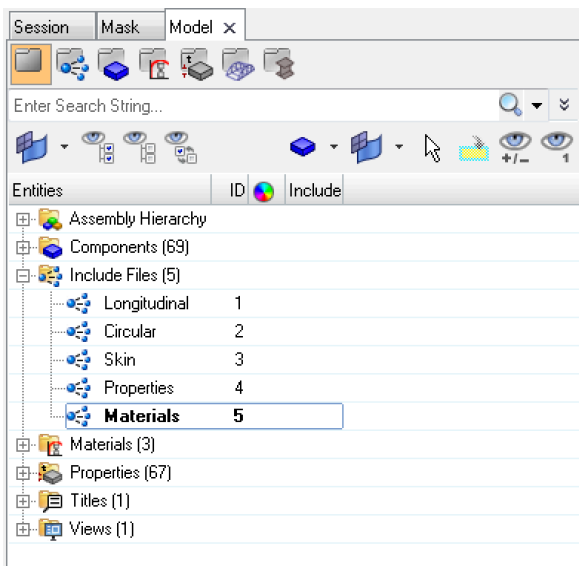 Session Mask Model
Enter Search String...
+/− 1
Entities ID Include
Assembly Hierarchy
Components (69)
Include Files (5)
Longitudinal 1
Circular 2
Skin 3
Properties 4
Materials 5
Materials (3)
Properties (67)
Titles (1)
Views (1)